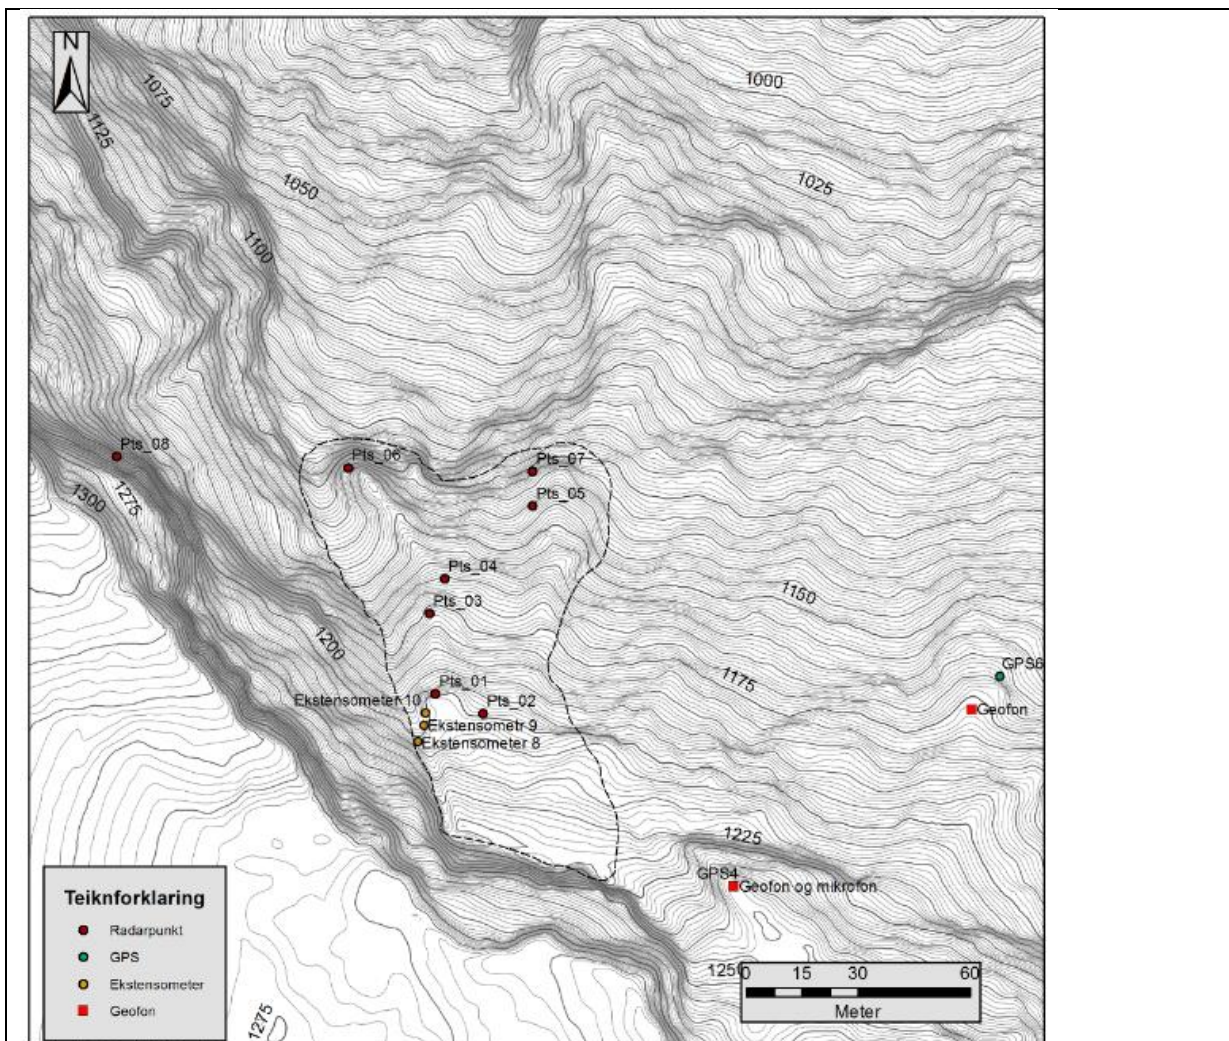 N
1000
1075
1125
1050
1025
1100
Pts_08
Pts_06
Pts_07
1275
1300
Pts_05
Pts_04
1150
Pts_03
1200
GPS6
1175
Pts_01
Ekstensometer 10
Pts_02
Geofon
Ekstensometr 9
Ekstensometer 8
1225
GPS4
Geofon og mikrofon
Teiknforklaring
Radarpunkt
GPS
Ekstensometer
Geofon
1250
0 15 30 60
Meter
1275